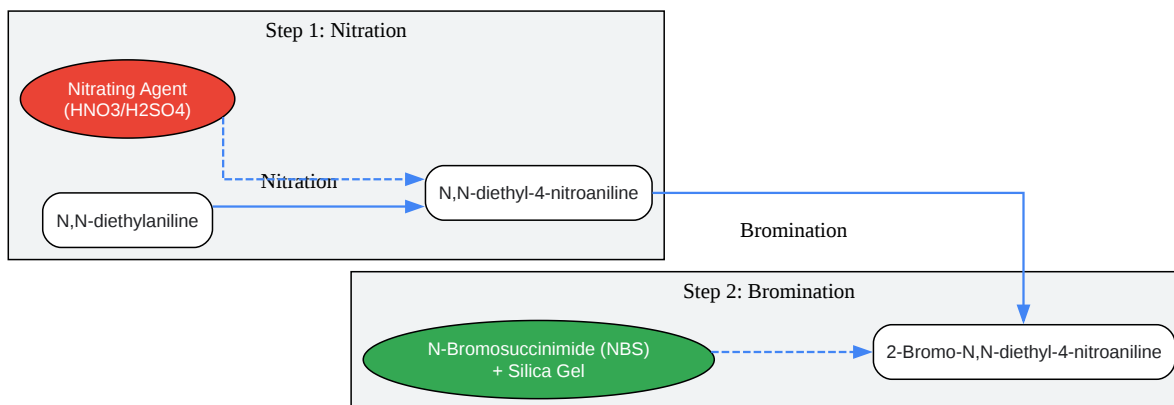 Step 1: Nitration
Nitrating Agent
(HNO3/H2SO4)
Nitration
N,N-diethyl-4-nitroaniline
N,N-diethylaniline
Bromination
Step 2: Bromination
N-Bromosuccinimide (NBS)
+ Silica Gel
2-Bromo-N,N-diethyl-4-nitroaniline